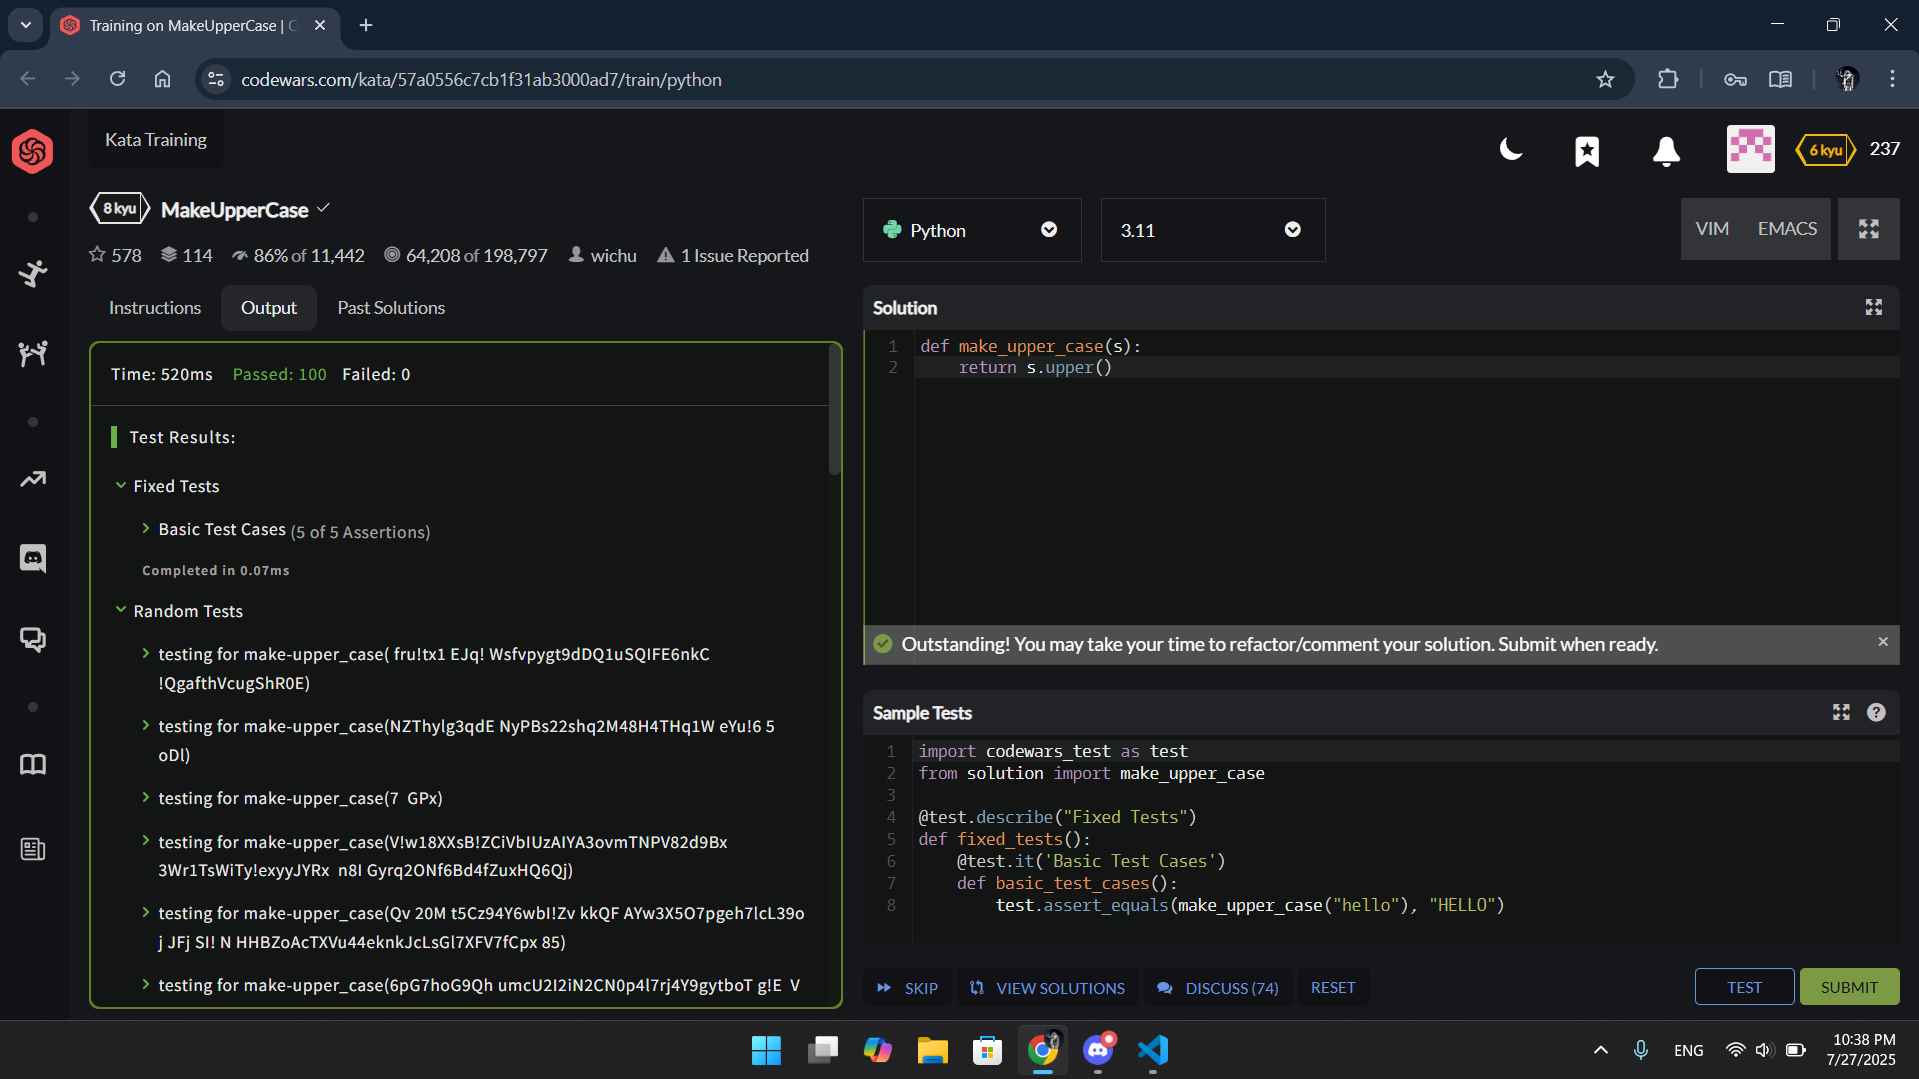 Training on MakeUpperCase | C
codewars.com/kata/57a0556c7cb1f31ab3000ad7/train/python
Kata Training
6 kyu 237
8 kyu MakeUpperCase
578 114 86% of 11,442 64,208 of 198,797 wichu 1 Issue Reported
Python 3.11 VIM EMACS
Instructions Output Past Solutions
Time: 520ms Passed: 100 Failed: 0
Test Results:
Fixed Tests
Basic Test Cases (5 of 5 Assertions)
Completed in 0.07ms
Random Tests
testing for make-upper_case( fru!tx1 EJq! Wsfvpygt9dDQ1uSQIFE6nkC
!QgafthVcugShR0E)
testing for make-upper_case(NZThylg3qdE NyPBs22shq2M48H4THq1W eYu!6 5
oDl)
testing for make-upper_case(7  GPx)
testing for make-upper_case(V!w18XXsB!ZCiVbIUzAIYA3ovmTNPV82d9Bx
3Wr1TsWiTy!exyyJYRx  n8I Gyrq2ONf6Bd4fZuxHQ6Qj)
testing for make-upper_case(Qv 20M t5Cz94Y6wbI!Zv kkQF AYw3X5O7pgeh7lcL39o
j JFj SI! N HHBZoAcTXVu44eknkJcLsGl7XFV7fCpx 85)
testing for make-upper_case(6pG7hoG9Qh umcU2I2iN2CN0p4l7rj4Y9gytboT g!E  V
Solution
1 def make_upper_case(s):
2     return s.upper()
Outstanding! You may take your time to refactor/comment your solution. Submit when ready.
Sample Tests
1 import codewars_test as test
2 from solution import make_upper_case
3
4 @test.describe("Fixed Tests")
5 def fixed_tests():
6     @test.it('Basic Test Cases')
7     def basic_test_cases():
8         test.assert_equals(make_upper_case("hello"), "HELLO")
SKIP VIEW SOLUTIONS DISCUSS (74) RESET TEST SUBMIT
ENG
10:38 PM
7/27/2025